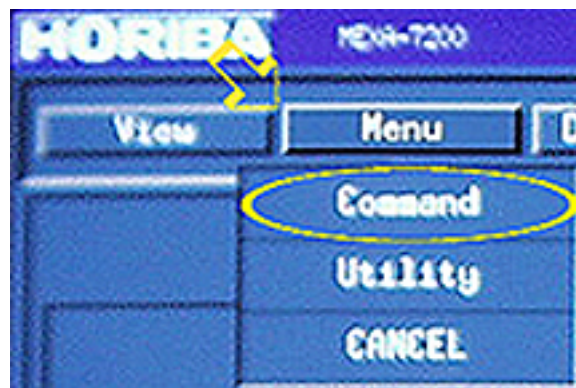 HORIBA MEXA-7200
View Menu
Command
Utility
CANCEL